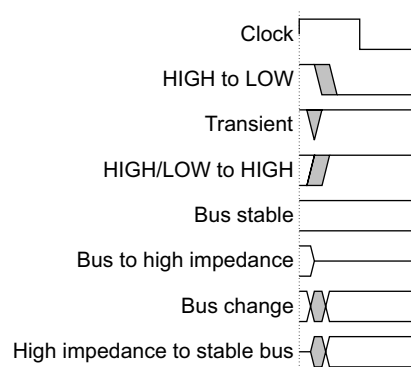 Clock
HIGH to LOW
Transient
HIGH/LOW to HIGH
Bus stable
Bus to high impedance
Bus change
High impedance to stable bus